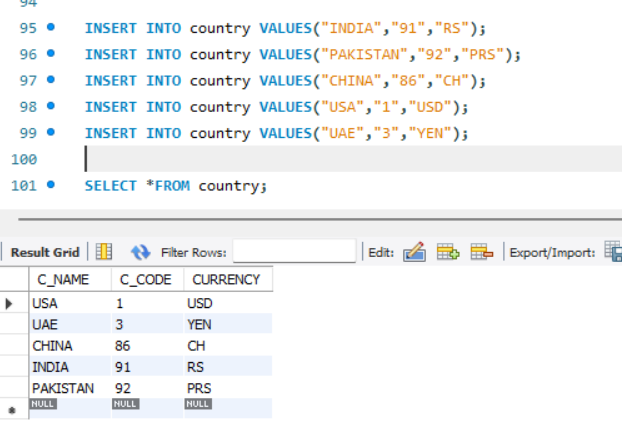 94
95 INSERT INTO country VALUES("INDIA","91","RS");
96 INSERT INTO country VALUES("PAKISTAN","92","PRS");
97 INSERT INTO country VALUES("CHINA","86","CH");
98 INSERT INTO country VALUES("USA","1","USD");
99 INSERT INTO country VALUES("UAE","3","YEN");
100
101 SELECT *FROM country;
Result Grid Filter Rows: Edit: Export/Import:
C_NAME C_CODE CURRENCY
USA 1 USD
UAE 3 YEN
CHINA 86 CH
INDIA 91 RS
PAKISTAN 92 PRS
NULL NULL NULL